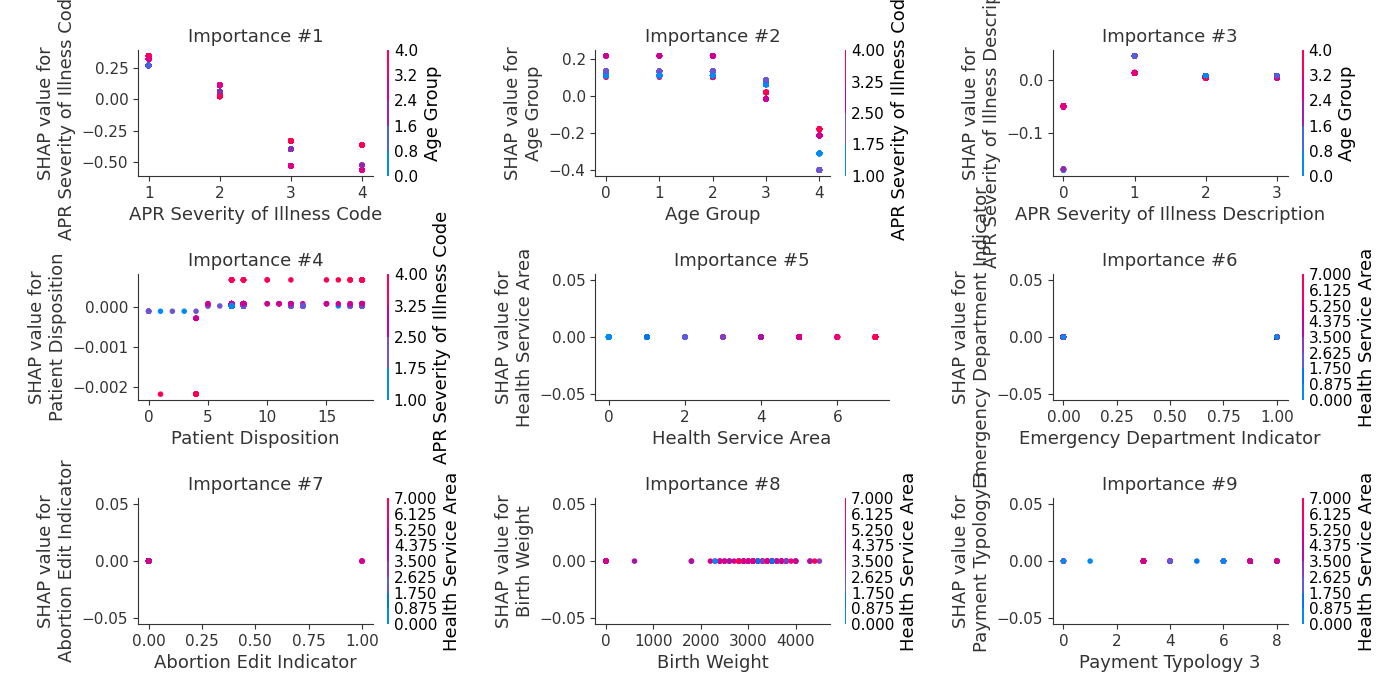 Importance #1
SHAP value for
APR Severity of Illness Code
0.25
0.00
−0.25
−0.50
1
2
3
4
APR Severity of Illness Code
4.0
3.2
2.4
1.6
0.8
0.0
Age Group
Importance #2
SHAP value for
Age Group
0.2
0.0
−0.2
−0.4
0
1
2
3
4
Age Group
4.00
3.25
2.50
1.75
1.00
APR Severity of Illness Code
Importance #3
SHAP value for
APR Severity of Illness Descrip
0.0
−0.1
0
1
2
3
APR Severity of Illness Description
4.0
3.2
2.4
1.6
0.8
0.0
Age Group
Importance #4
SHAP value for
Patient Disposition
0.000
−0.001
−0.002
0
5
10
15
Patient Disposition
4.00
3.25
2.50
1.75
1.00
APR Severity of Illness Code
Importance #5
SHAP value for
Health Service Area
0.05
0.00
−0.05
0
2
4
6
Health Service Area
Importance #6
SHAP value for
Emergency Department Indicator
0.05
0.00
−0.05
0.00
0.25
0.50
0.75
1.00
Emergency Department Indicator
7.000
6.125
5.250
4.375
3.500
2.625
1.750
0.875
0.000
Health Service Area
Importance #7
SHAP value for
Abortion Edit Indicator
0.05
0.00
−0.05
0.00
0.25
0.50
0.75
1.00
Abortion Edit Indicator
7.000
6.125
5.250
4.375
3.500
2.625
1.750
0.875
0.000
Health Service Area
Importance #8
SHAP value for
Birth Weight
0.05
0.00
−0.05
0
1000
2000
3000
4000
Birth Weight
7.000
6.125
5.250
4.375
3.500
2.625
1.750
0.875
0.000
Health Service Area
Importance #9
SHAP value for
Payment Typology 3
0.05
0.00
−0.05
0
2
4
6
8
Payment Typology 3
7.000
6.125
5.250
4.375
3.500
2.625
1.750
0.875
0.000
Health Service Area